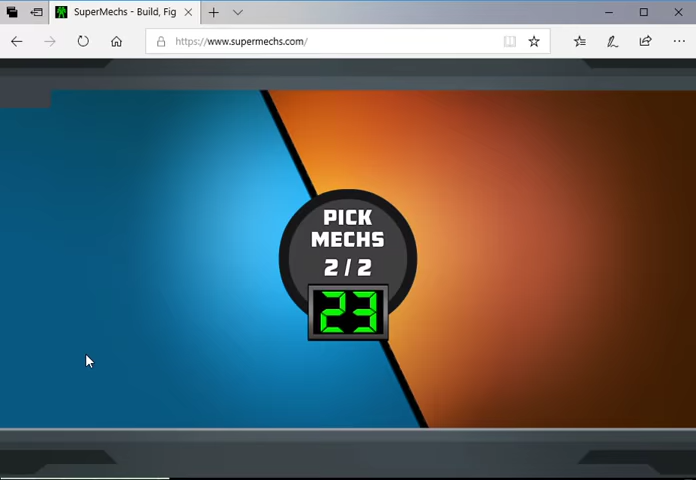 SuperMechs - Build, Fig
https://www.supermechs.com/
PICK
MECHS
2 / 2
23